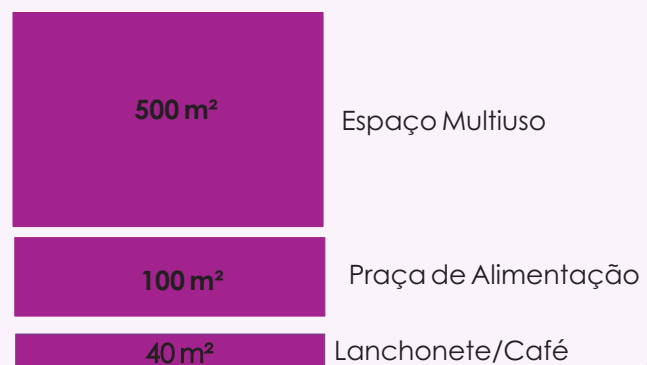 500 m²
Espaço Multiuso
100 m²
Praça de Alimentação
40 m²
Lanchonete/Café